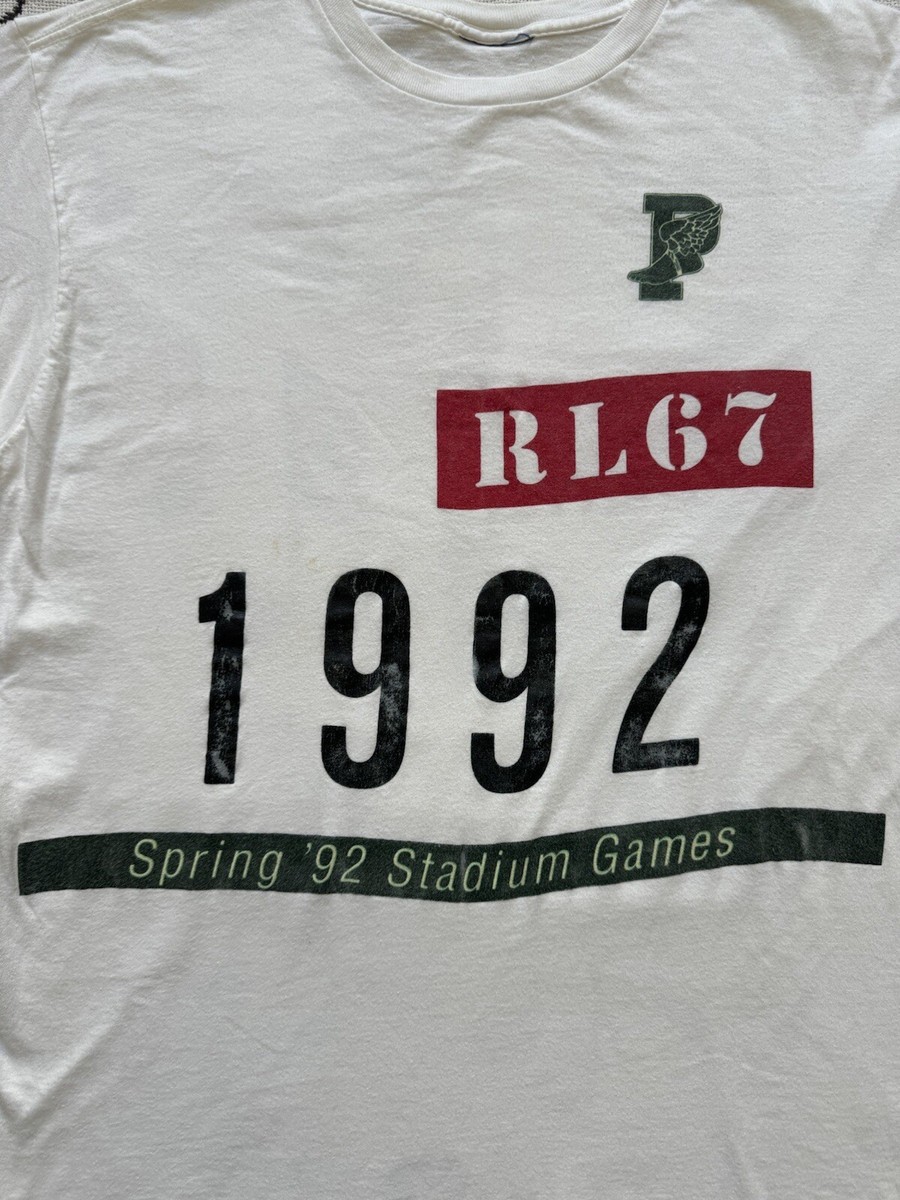 P
RL67
1992
Spring '92 Stadium Games